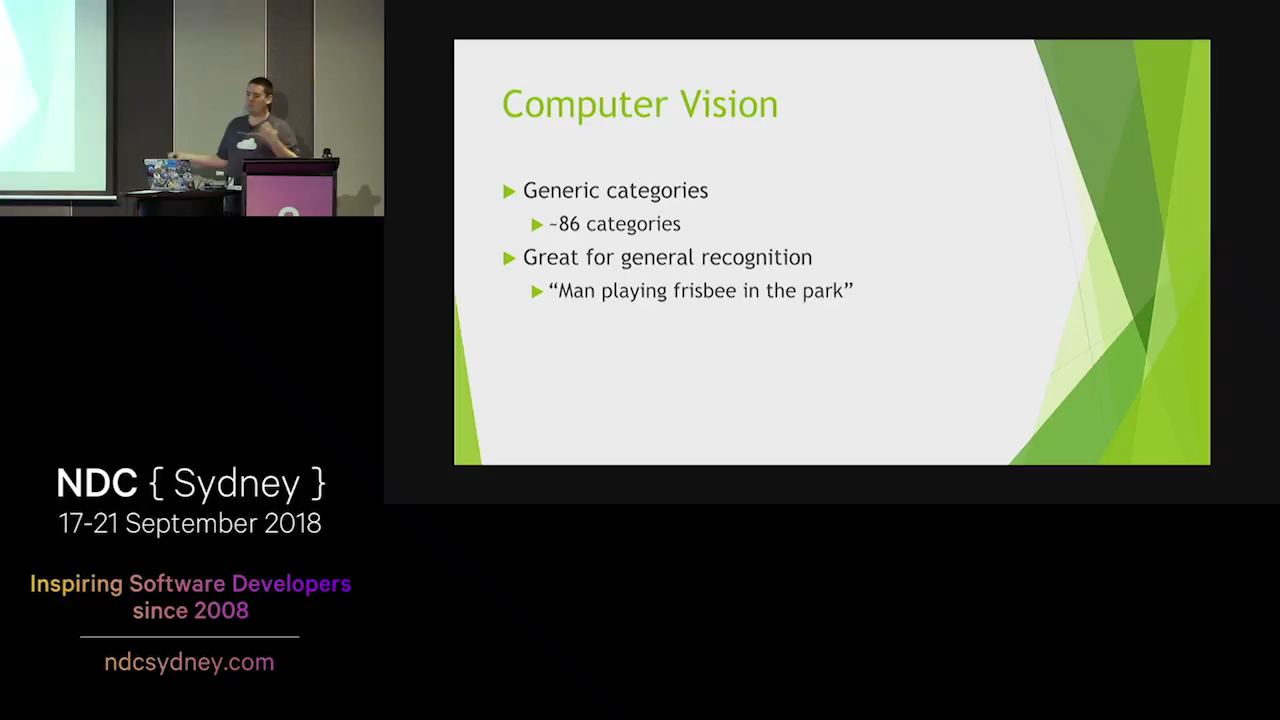 Computer Vision
Generic categories
~86 categories
Great for general recognition
“Man playing frisbee in the park”
NDC { Sydney }
17-21 September 2018
Inspiring Software Developers
since 2008
ndcsydney.com